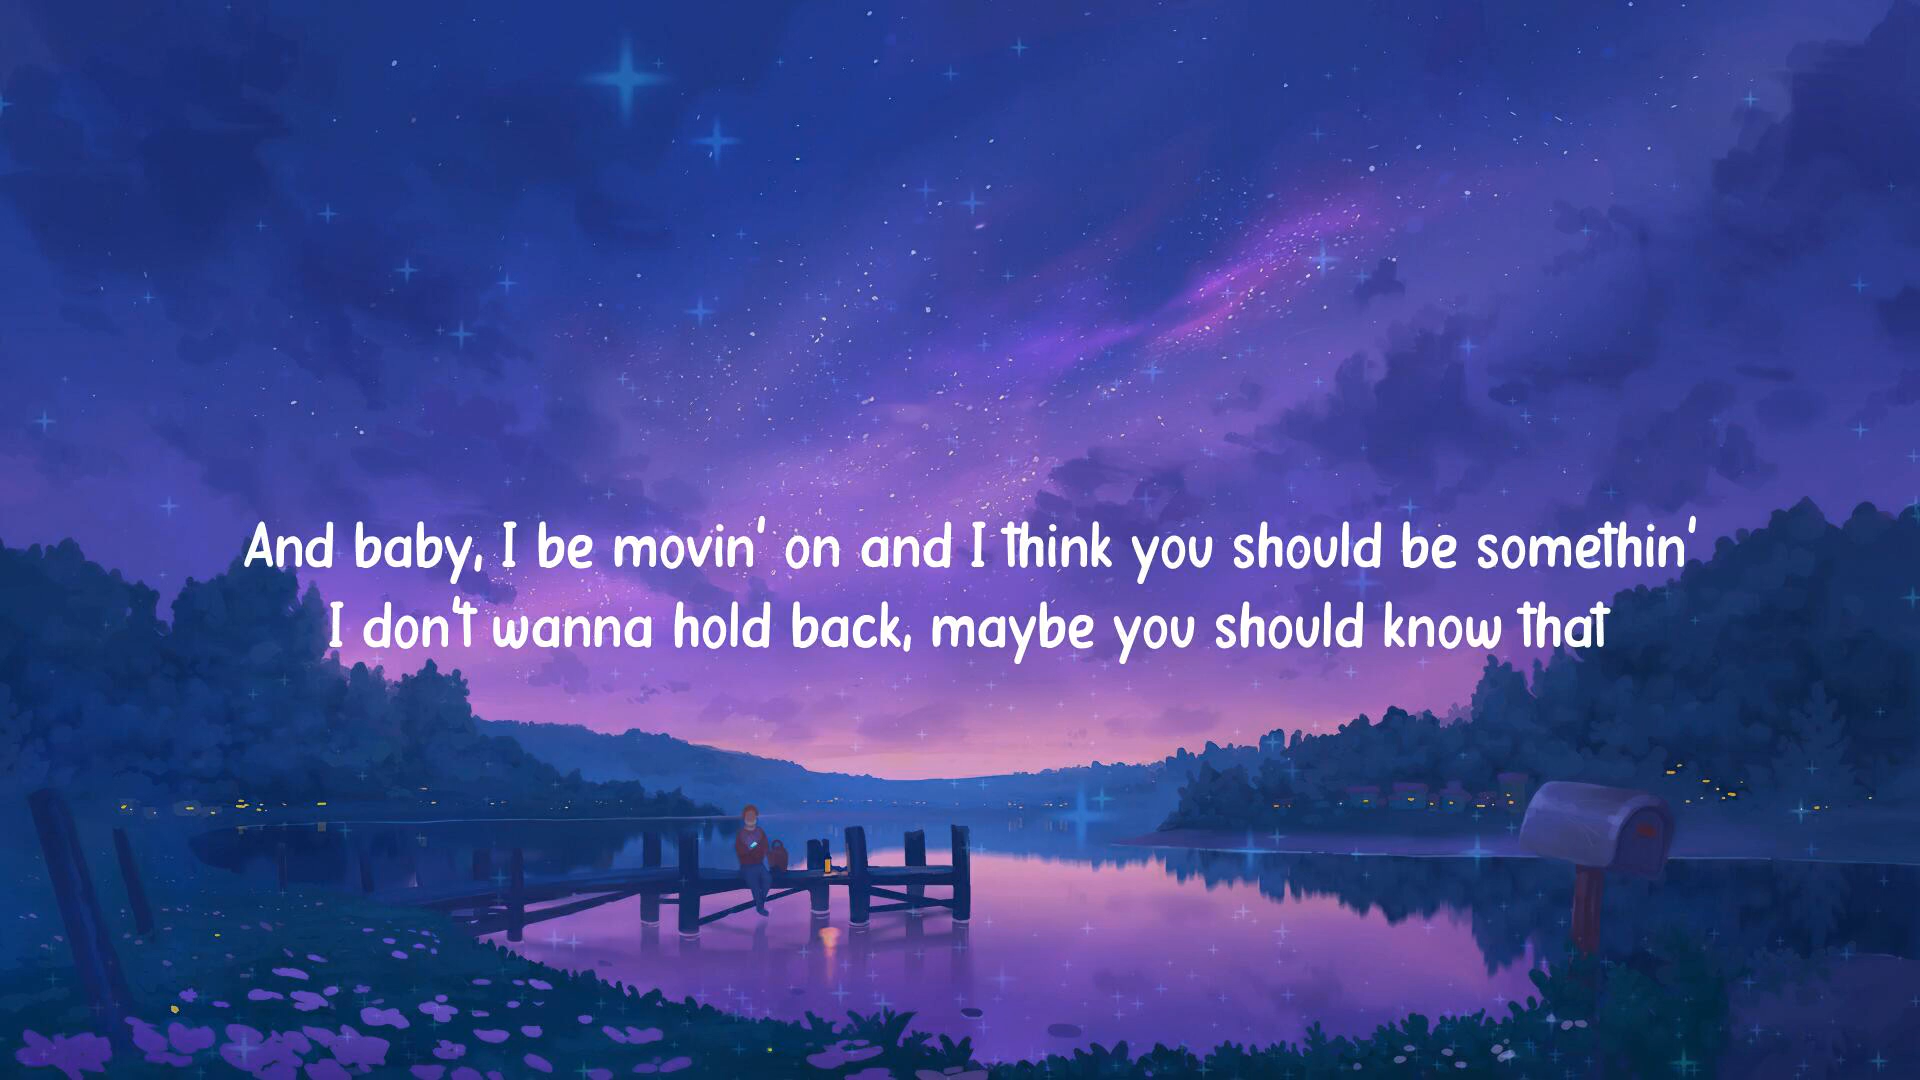 And baby, I be movin' on and I think you should be somethin'
I don't wanna hold back, maybe you should know that